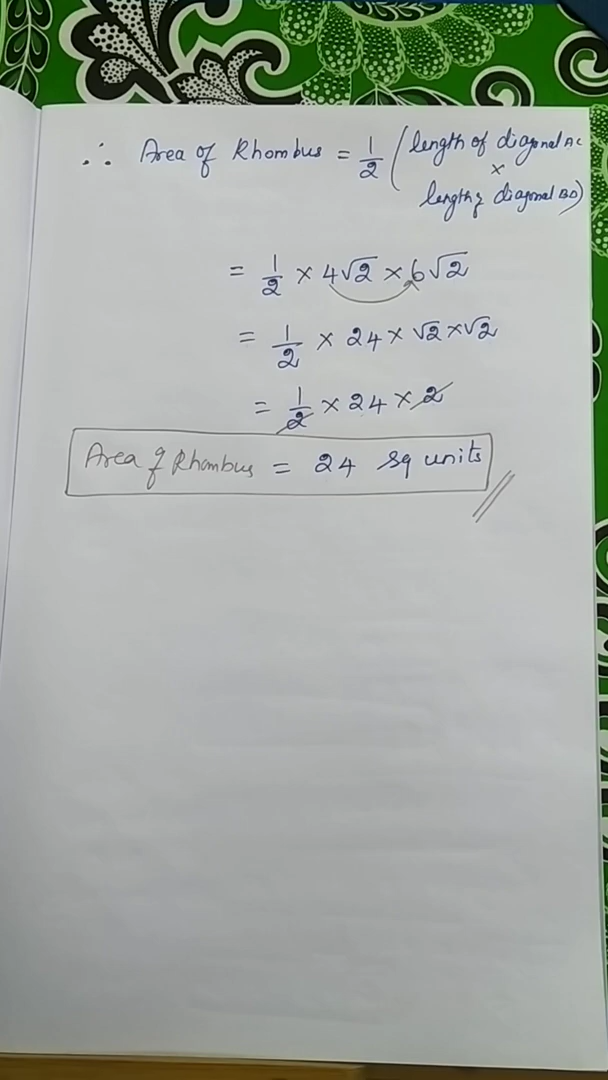 ∴ Area of Rhombus = 1/2 (length of diagonal AC
×
length of diagonal BD)
= 1/2 × 4√2 × 6√2
= 1/2 × 24 × √2 × √2
= 1/2 × 24 × 2
Area of Rhombus = 24 sq units